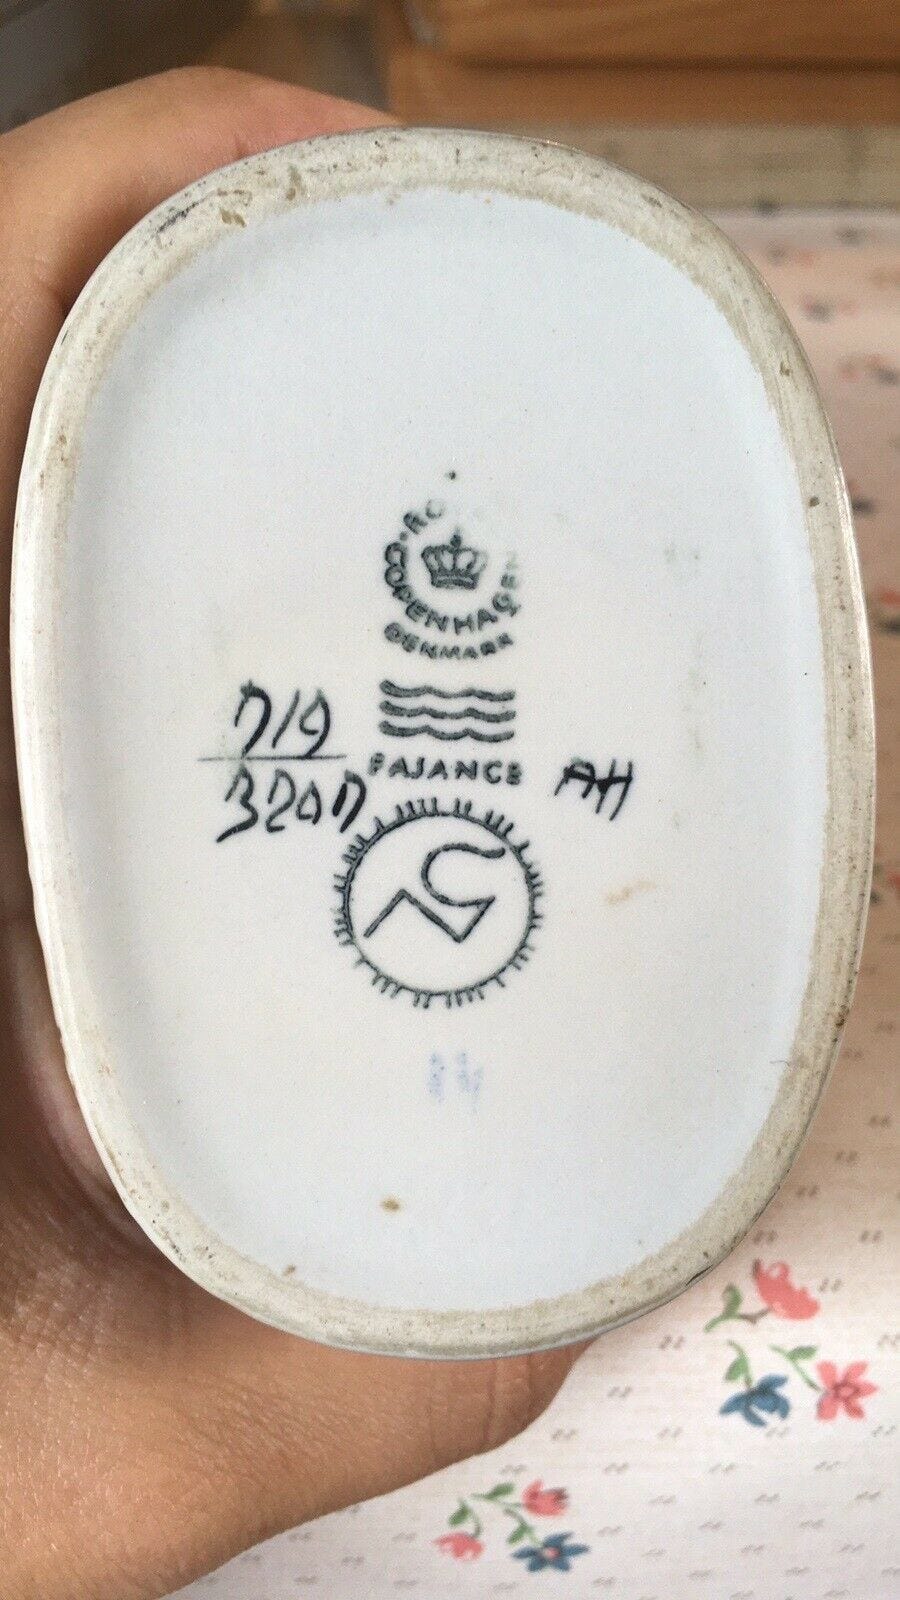 COPENHAGEN
DENMARK
719
3207
FAJANCE
AH